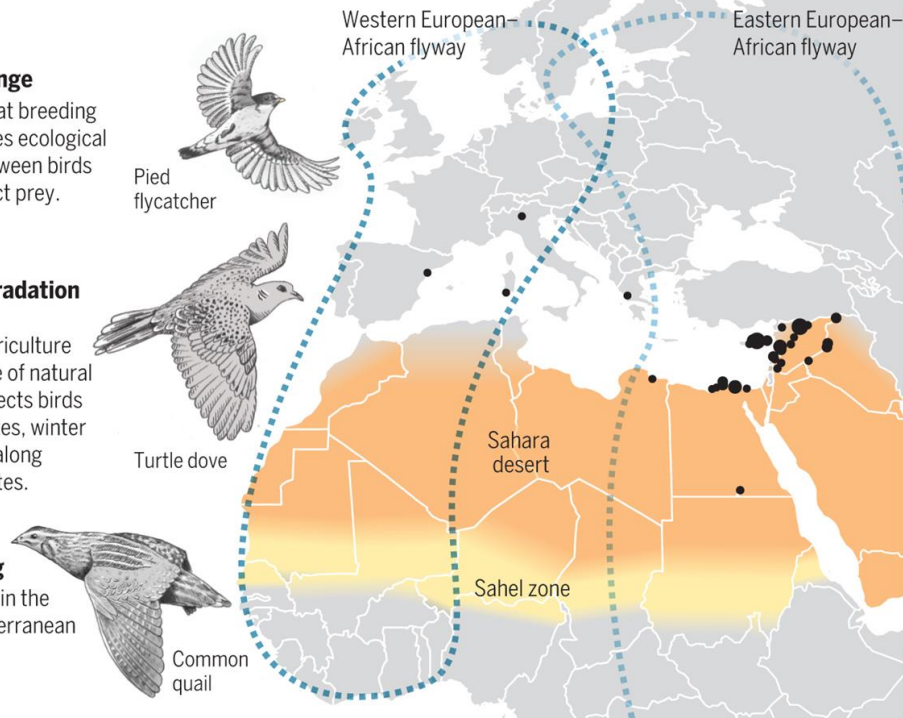 Western European–
African flyway
Eastern European–
African flyway
nge
at breeding
es ecological
ween birds
ct prey.
Pied
flycatcher
radation
riculture
e of natural
ects birds
es, winter
along
tes.
Turtle dove
Sahara
desert
g
in the
erranean
Sahel zone
Common
quail